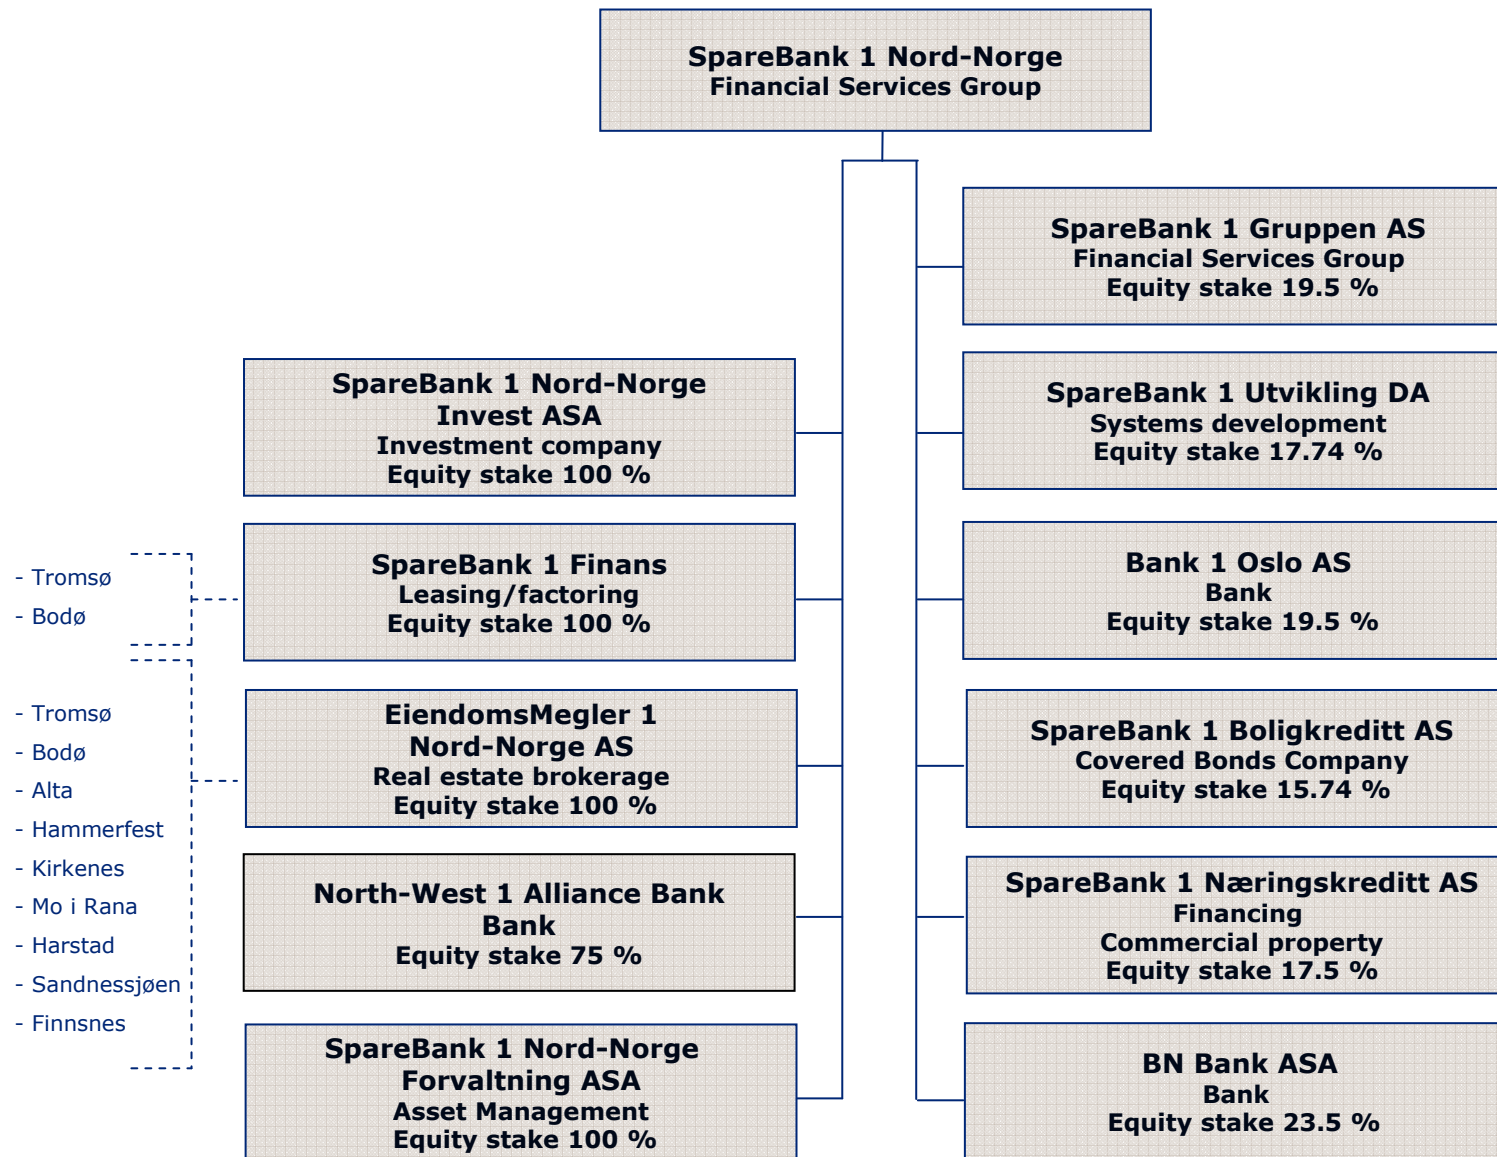 SpareBank 1 Nord-Norge
Financial Services Group
SpareBank 1 Nord-Norge
Invest ASA
Investment company
Equity stake 100 %
SpareBank 1 Finans
Leasing/factoring
Equity stake 100 %
- Tromsø
- Bodø
EiendomsMegler 1
Nord-Norge AS
Real estate brokerage
Equity stake 100 %
- Tromsø
- Bodø
- Alta
- Hammerfest
- Kirkenes
- Mo i Rana
- Harstad
- Sandnessjøen
- Finnsnes
North-West 1 Alliance Bank
Bank
Equity stake 75 %
SpareBank 1 Nord-Norge
Forvaltning ASA
Asset Management
Equity stake 100 %
SpareBank 1 Gruppen AS
Financial Services Group
Equity stake 19.5 %
SpareBank 1 Utvikling DA
Systems development
Equity stake 17.74 %
Bank 1 Oslo AS
Bank
Equity stake 19.5 %
SpareBank 1 Boligkreditt AS
Covered Bonds Company
Equity stake 15.74 %
SpareBank 1 Næringskreditt AS
Financing
Commercial property
Equity stake 17.5 %
BN Bank ASA
Bank
Equity stake 23.5 %